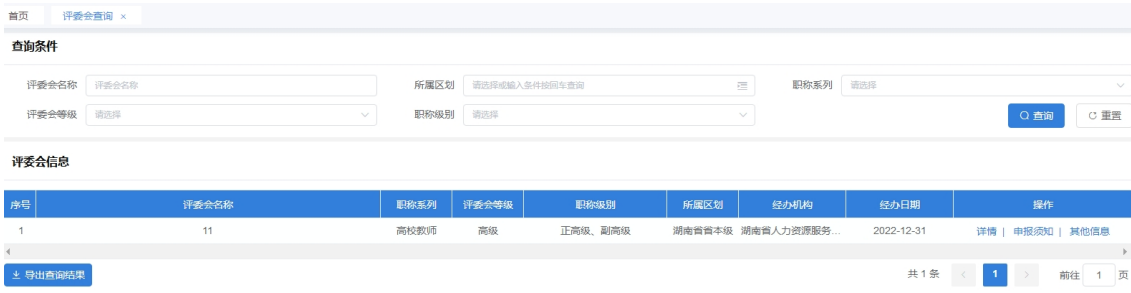 首页 评委会查询 ×
查询条件
评委会名称 评委会名称 所属区划 请选择或输入条件按回车查询 职称系列 请选择
评委会等级 请选择 职称级别 请选择 查询 重置
评委会信息
序号 评委会名称 职称系列 评委会等级 职称级别 所属区划 经办机构 经办日期 操作
1 11 高校教师 高级 正高级、副高级 湖南省省本级 湖南省人力资源服务... 2022-12-31 详情 | 申报须知 | 其他信息
导出查询结果 共 1 条 < 1 > 前往 1 页